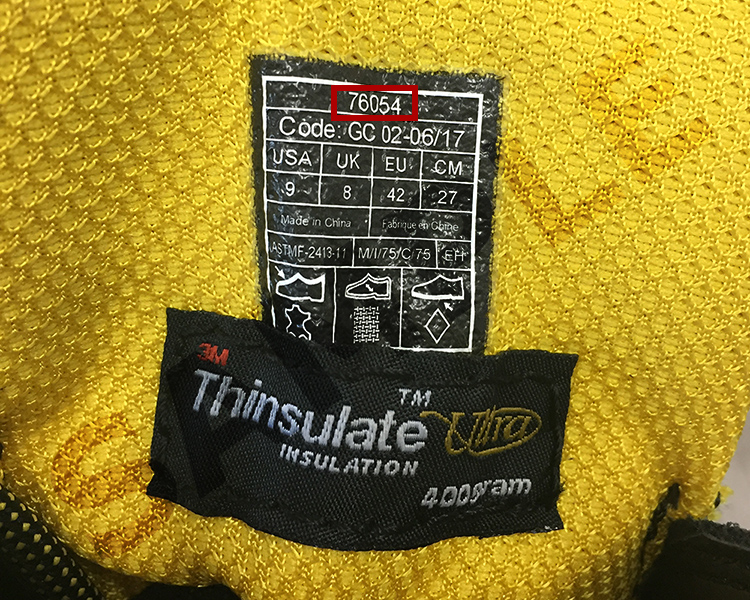 76054
Code: GC 02-06/17
USA UK EU CM
9 8 42 27
Made in China Fabriqué en Chine
ASTMF-2413-11 M/I/75/C/75 EH
3M
Thinsulate™ Ultra
INSULATION
400gram